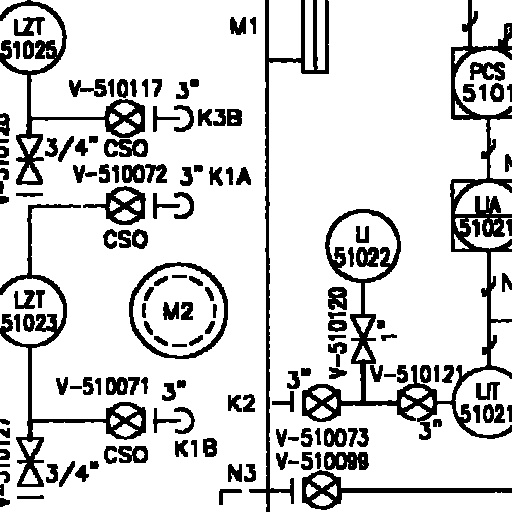 M1
LZT
51025
V-510117
3"
K3B
CSO
3/4"
V-510072
3"
K1A
CSO
PCS
5101
LIA
51021
LI
51022
V-510120
1"
LZT
51023
M2
V-510071
3"
K1B
CSO
3/4"
K2
3"
V-510121
3"
LIT
51021
V-510073
V-510099
N3
N
N